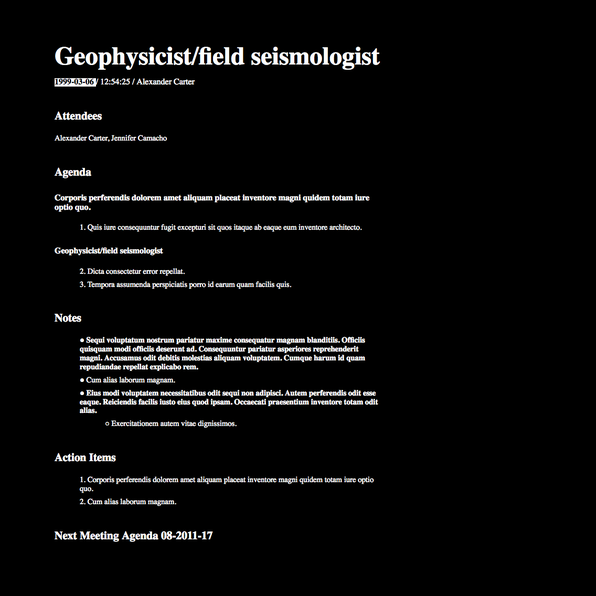 Geophysicist/field seismologist
1999-03-06 / 12:54:25 / Alexander Carter
Attendees
Alexander Carter, Jennifer Camacho
Agenda
Corporis perferendis dolorem amet aliquam placeat inventore magni quidem totam iure
optio quo.
1. Quis iure consequuntur fugit excepturi sit quos itaque ab eaque eum inventore architecto.
Geophysicist/field seismologist
2. Dicta consectetur error repellat.
3. Tempora assumenda perspiciatis porro id earum quam facilis quis.
Notes
● Sequi voluptatum nostrum pariatur maxime consequatur magnam blanditiis. Officiis
quisquam modi officiis deserunt ad. Consequuntur pariatur asperiores reprehenderit
magni. Accusamus odit debitis molestias aliquam voluptatem. Cumque harum id quam
repudiandae repellat explicabo rem.
● Cum alias laborum magnam.
● Eius modi voluptatem necessitatibus odit sequi non adipisci. Autem perferendis odit esse
eaque. Reiciendis facilis iusto eius quod ipsam. Occaecati praesentium inventore totam odit
alias.
○ Exercitationem autem vitae dignissimos.
Action Items
1. Corporis perferendis dolorem amet aliquam placeat inventore magni quidem totam iure optio
quo.
2. Cum alias laborum magnam.
Next Meeting Agenda 08-2011-17